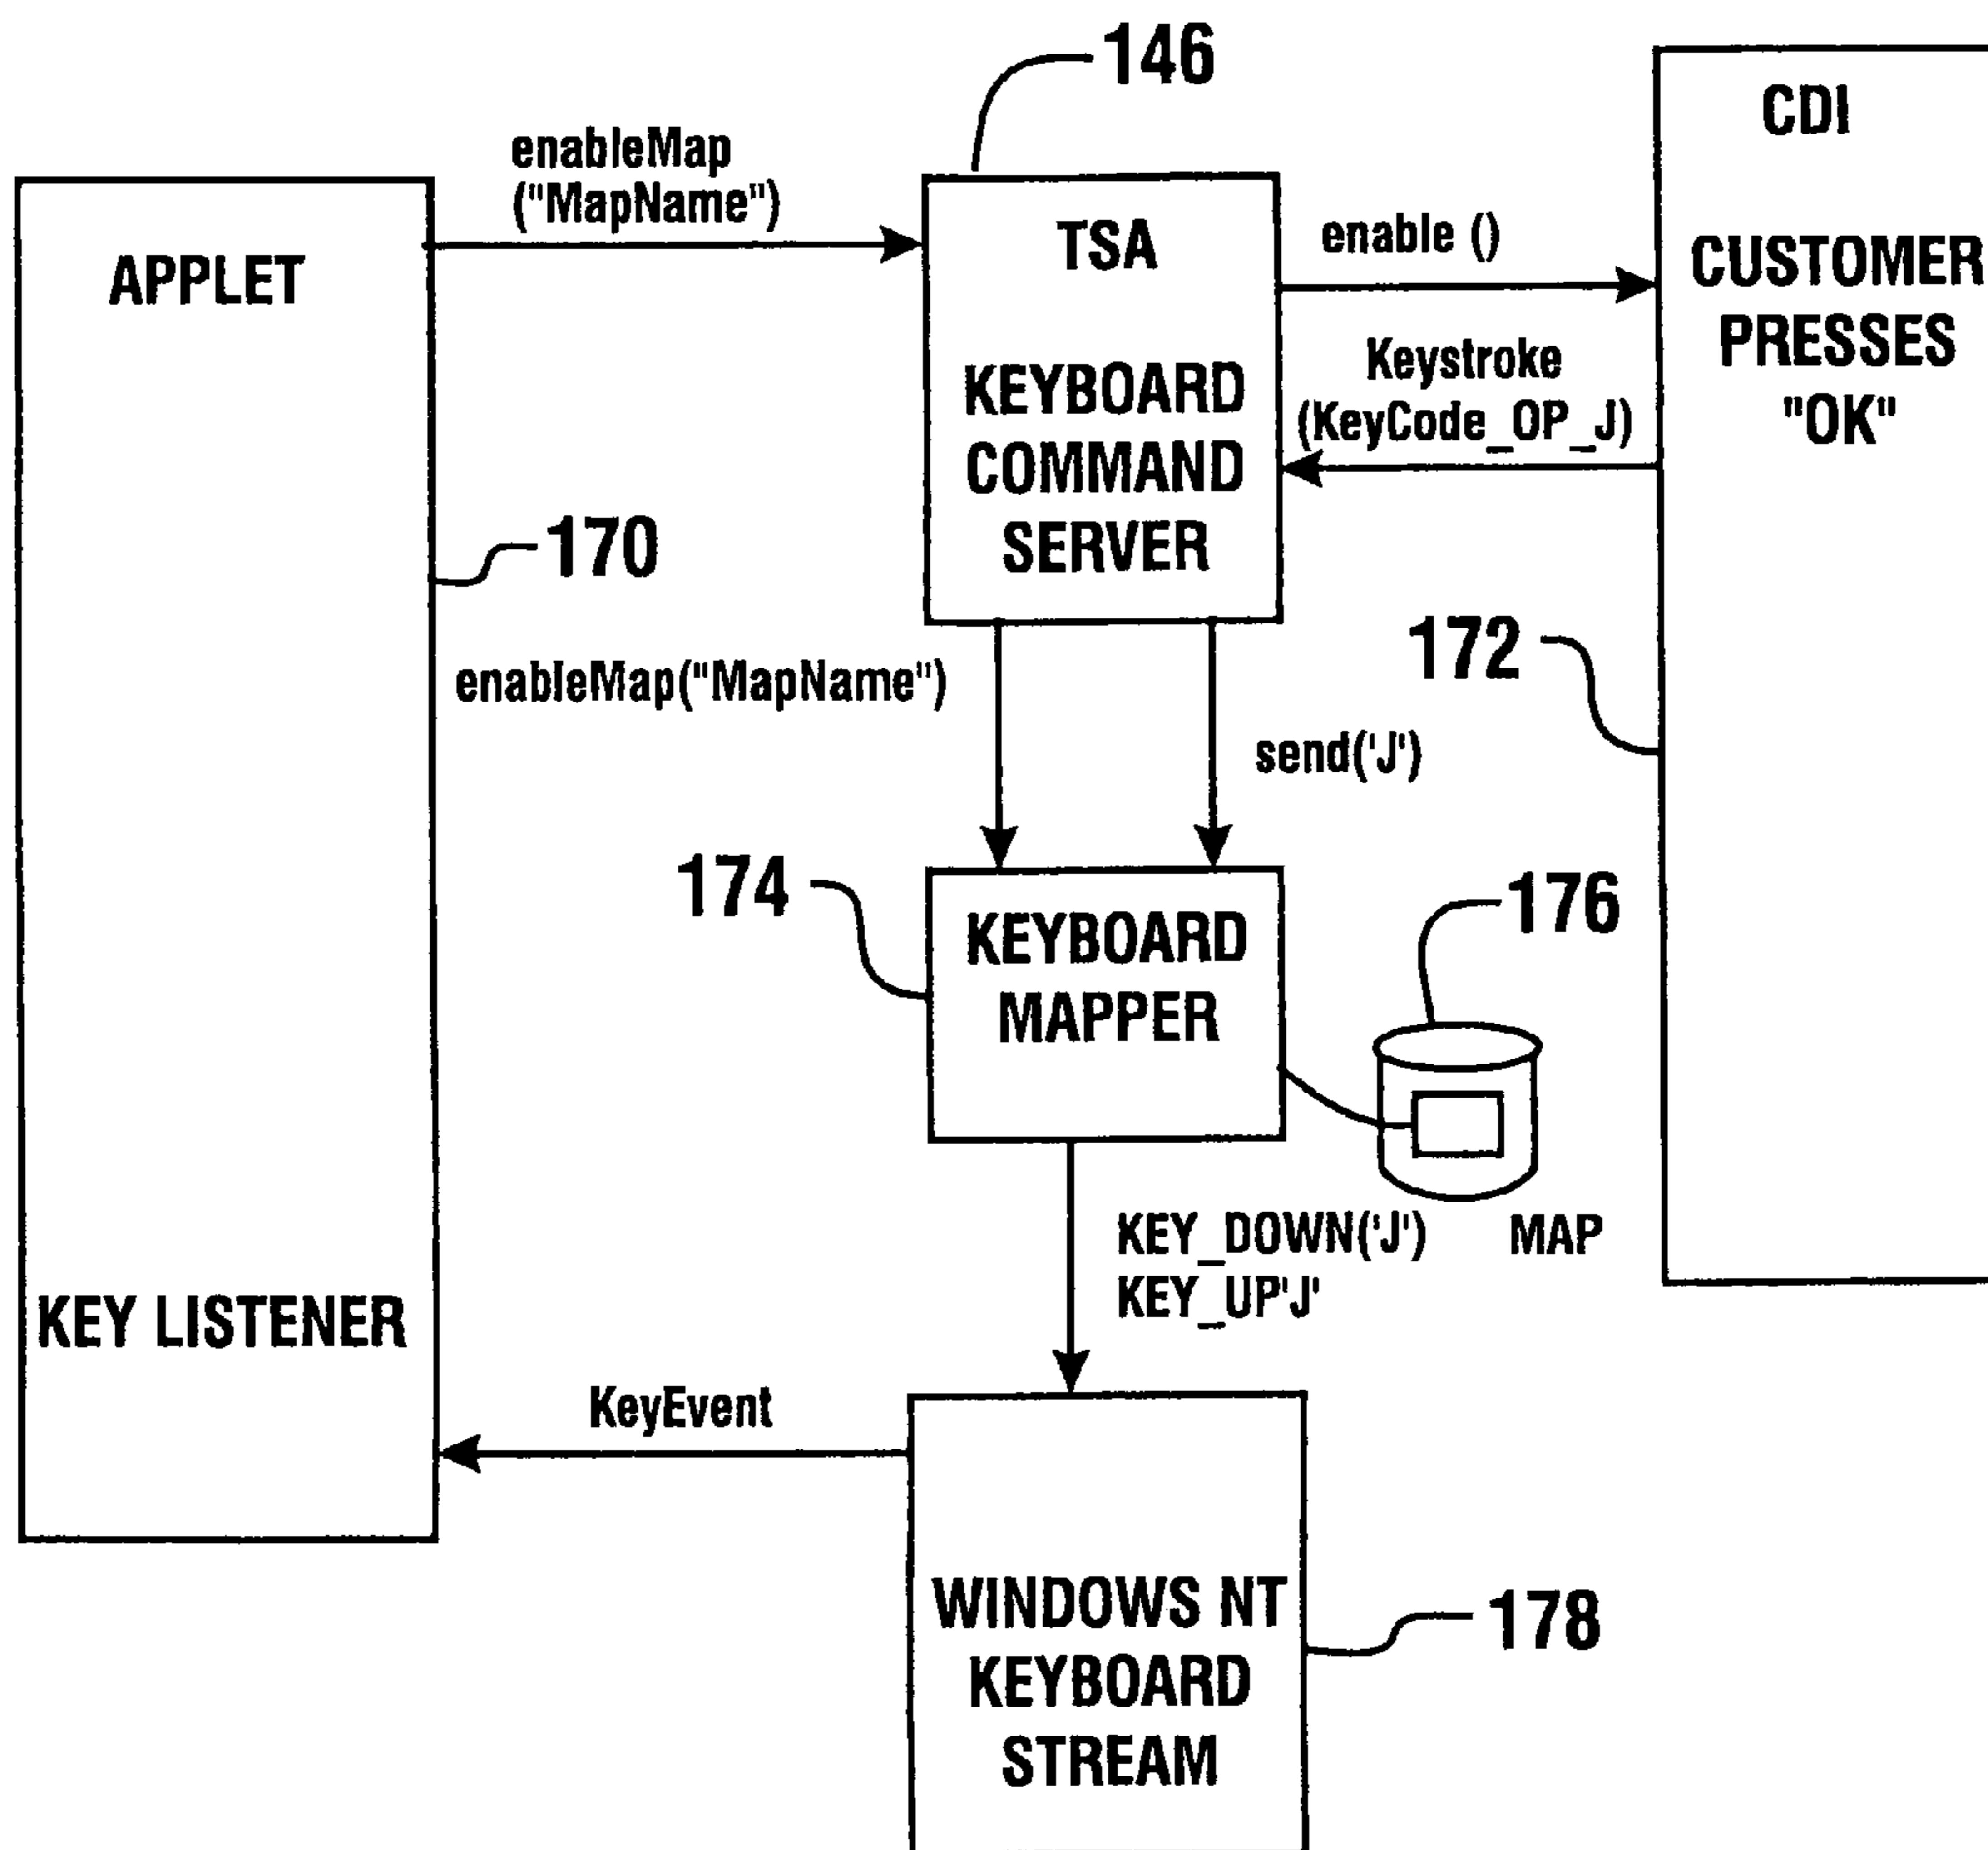 146
enableMap
("MapName")
APPLET
TSA
KEYBOARD
COMMAND
SERVER
enable ()
Keystroke
(KeyCode_OP_J)
CDI
CUSTOMER
PRESSES
"OK"
170
172
enableMap("MapName")
send('J')
174
KEYBOARD
MAPPER
176
MAP
KEY_DOWN('J')
KEY_UP'J'
KEY LISTENER
KeyEvent
WINDOWS NT
KEYBOARD
STREAM
178